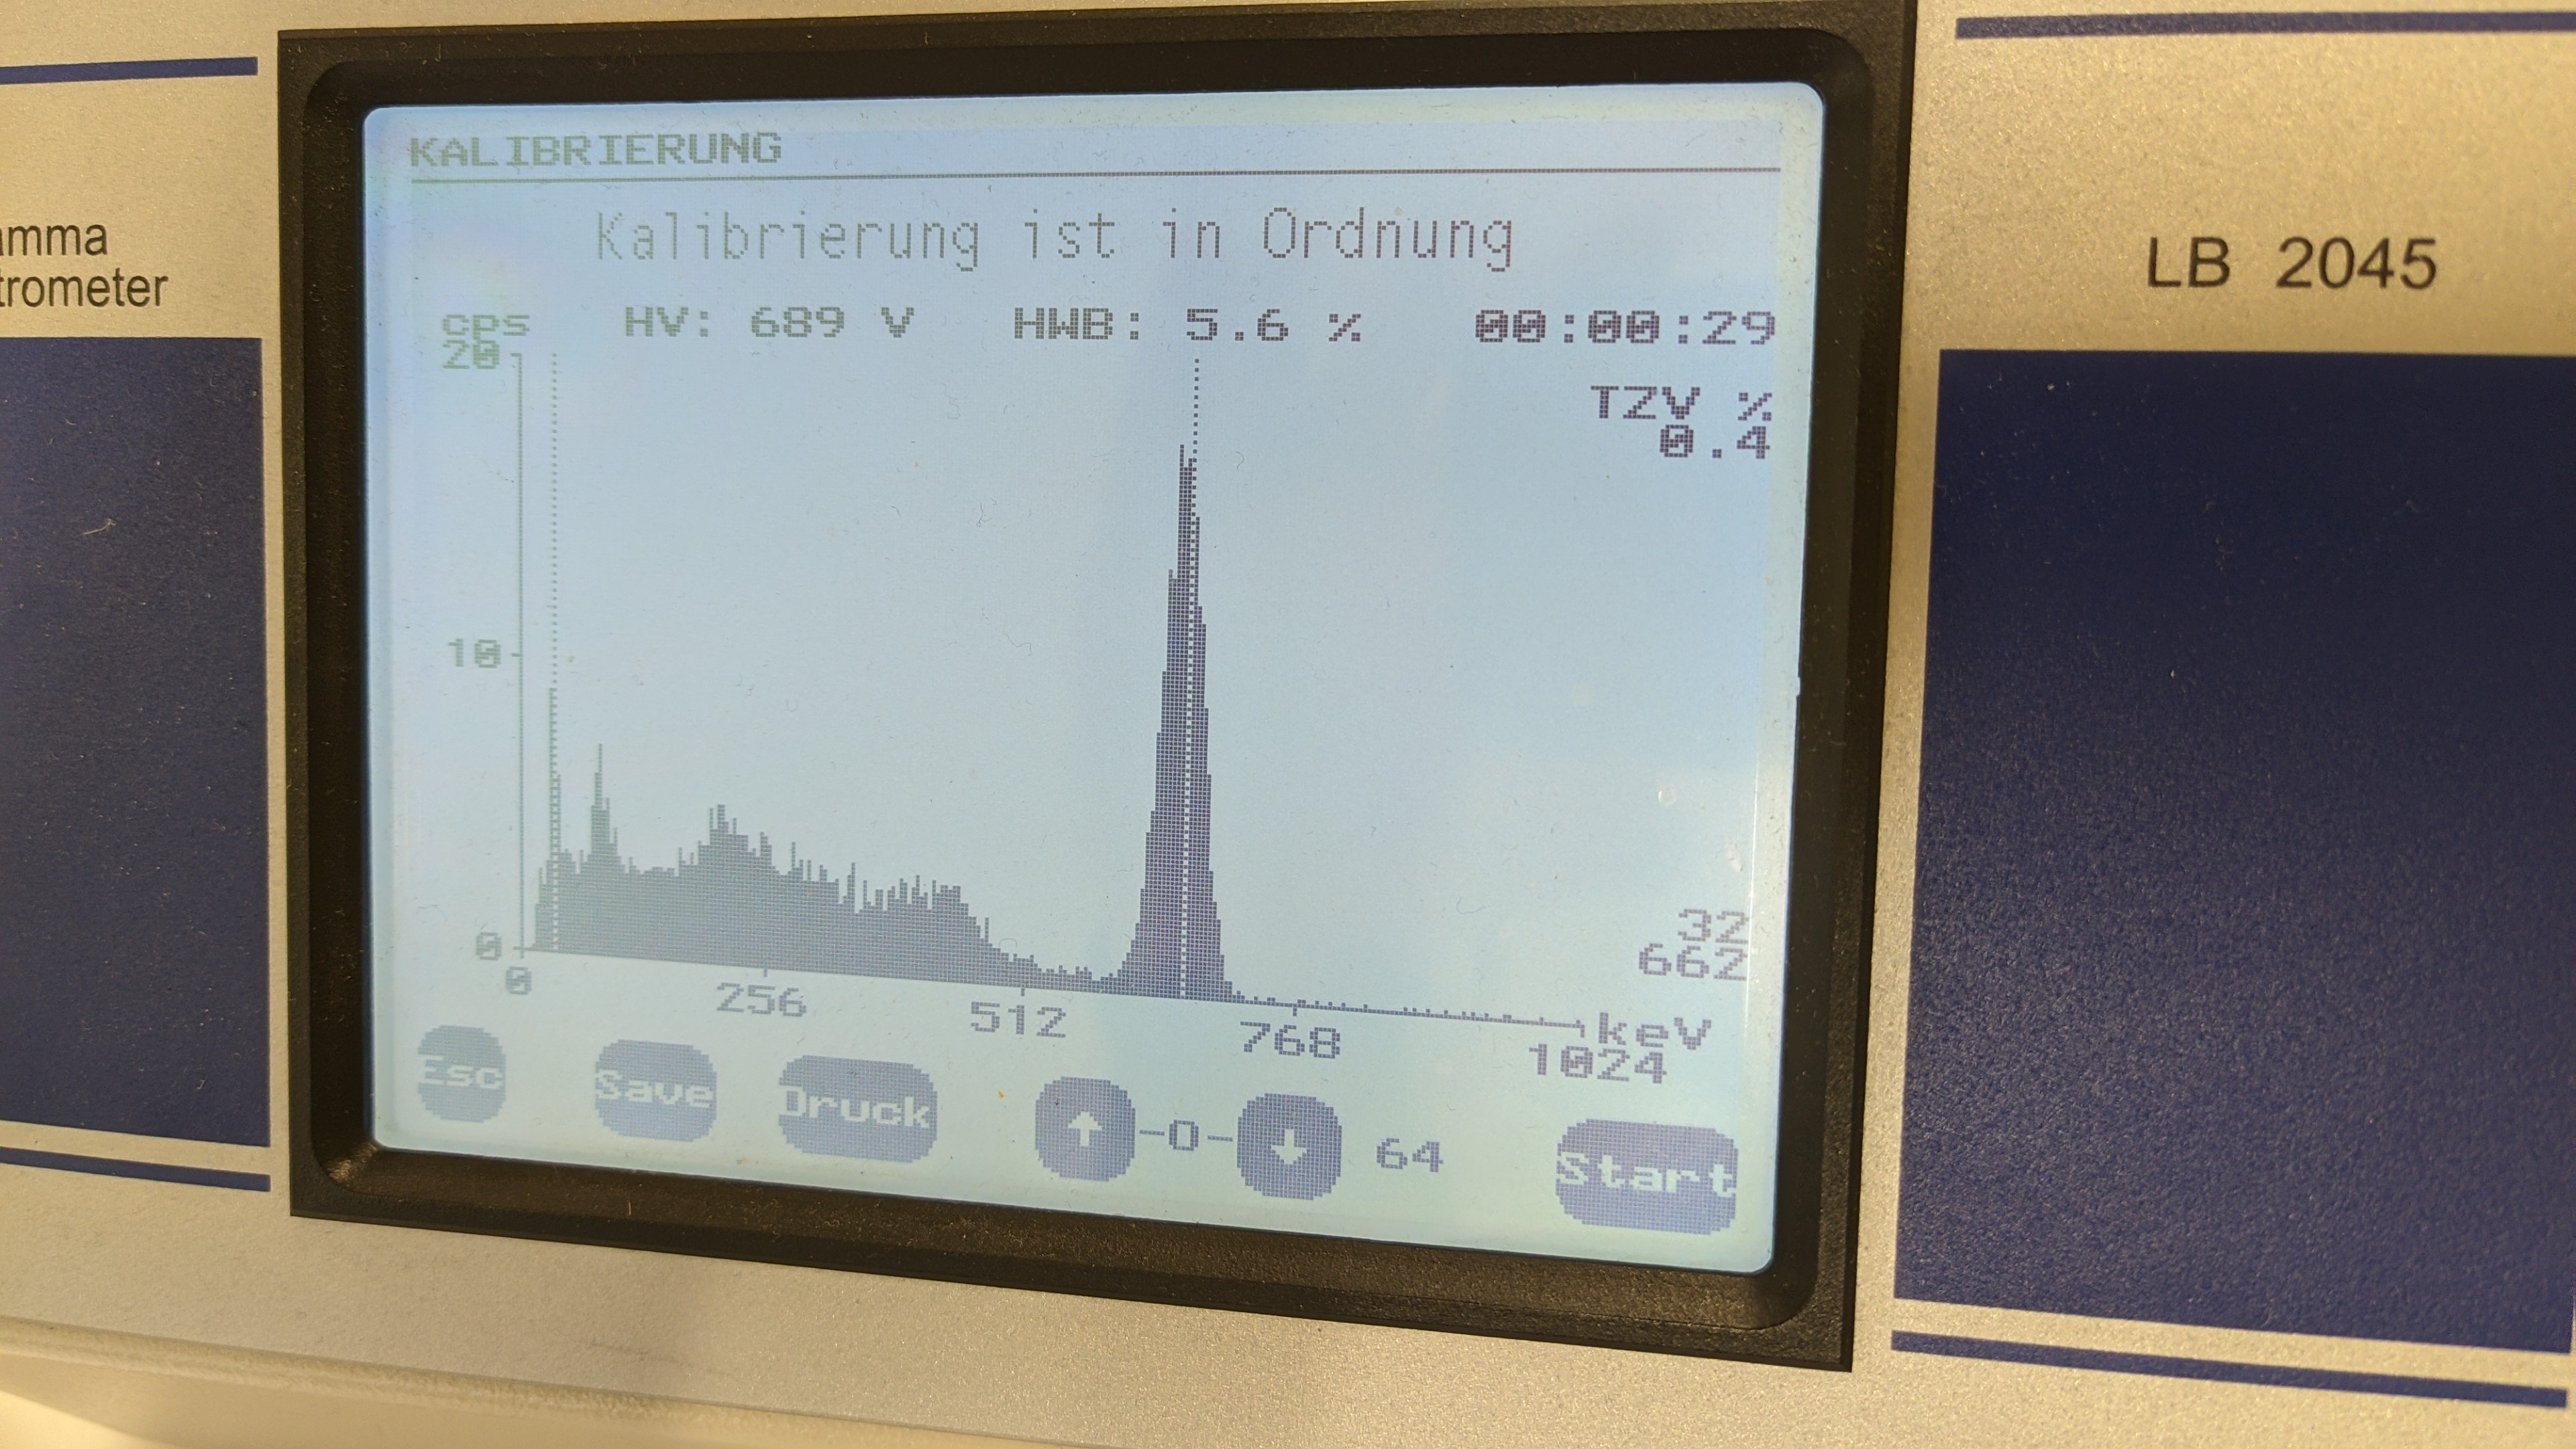 KALIBRIERUNG
Kalibrierung ist in Ordnung
cps HV: 689 V HWB: 5.6 % 00:00:29
20
TZV %
0.4
10
32
662
0
0 256 512 768 1024 keV
Esc Save Druck ↑ -0- ↓ 64 Start
amma
trometer
LB 2045